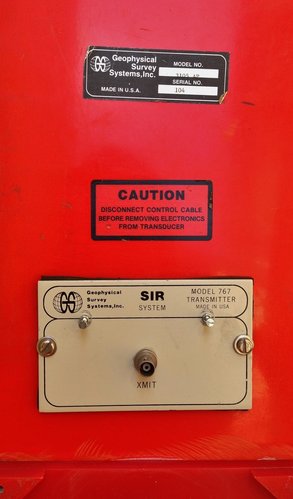 Geophysical
Survey
Systems,Inc.
MODEL NO.
SERIAL NO.
104
MADE IN U.S.A.
CAUTION
DISCONNECT CONTROL CABLE
BEFORE REMOVING ELECTRONICS
FROM TRANSDUCER
Geophysical
Survey
Systems,Inc.
SIR
SYSTEM
MODEL 767
TRANSMITTER
MADE IN USA
XMIT